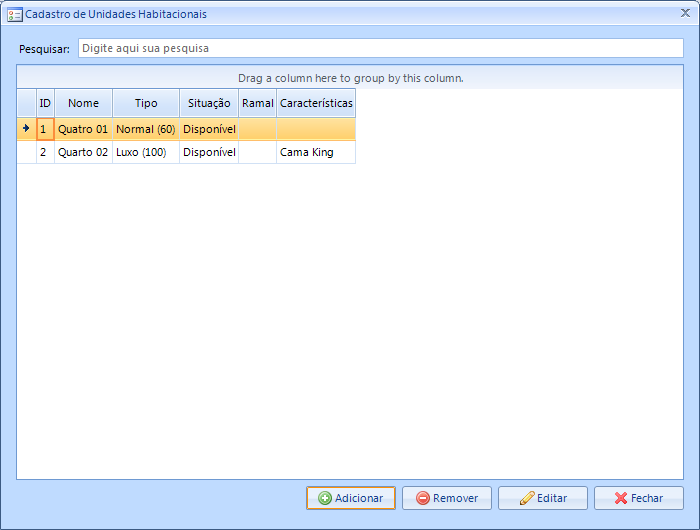 Cadastro de Unidades Habitacionais
Pesquisar: Digite aqui sua pesquisa
Drag a column here to group by this column.
ID Nome Tipo Situação Ramal Características
1 Quatro 01 Normal (60) Disponível
2 Quarto 02 Luxo (100) Disponível Cama King
Adicionar Remover Editar Fechar